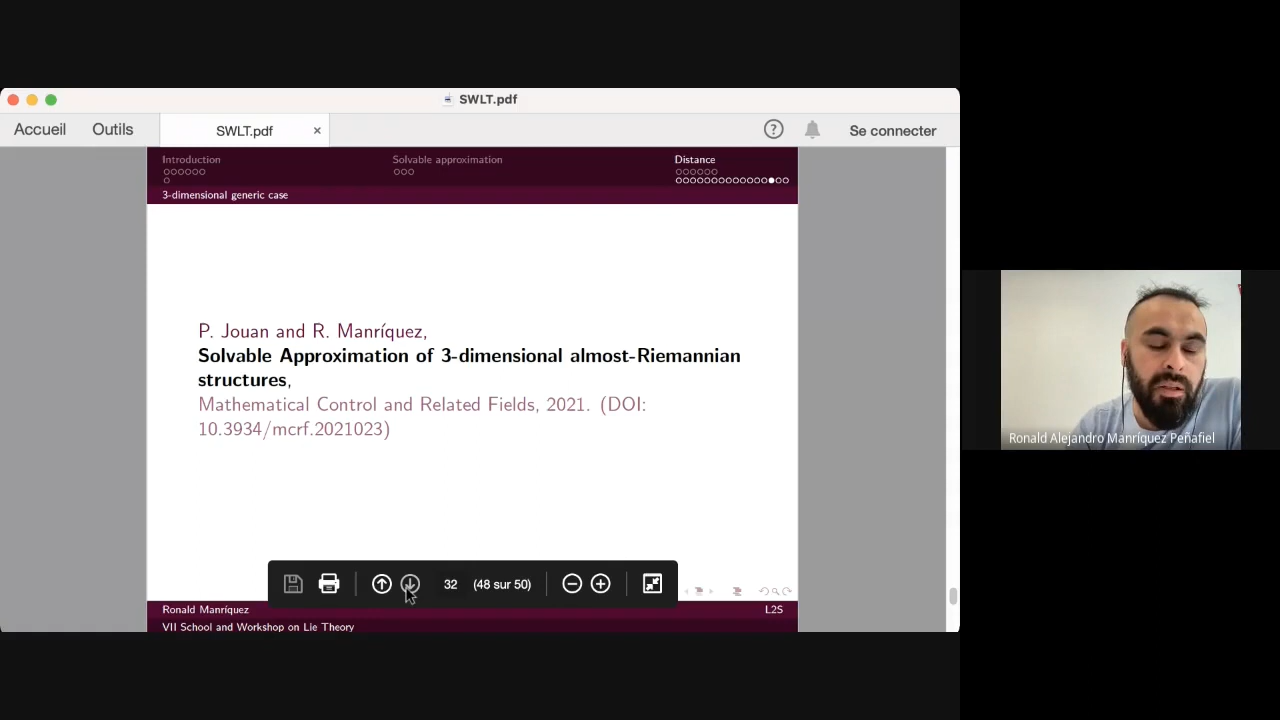 SWLT.pdf
Accueil Outils SWLT.pdf × ? Se connecter
Introduction Solvable approximation Distance
3-dimensional generic case
P. Jouan and R. Manríquez,
Solvable Approximation of 3-dimensional almost-Riemannian
structures,
Mathematical Control and Related Fields, 2021. (DOI:
10.3934/mcrf.2021023)
32 (48 sur 50)
Ronald Manríquez L2S
VII School and Workshop on Lie Theory
Ronald Alejandro Manríquez Peñafiel